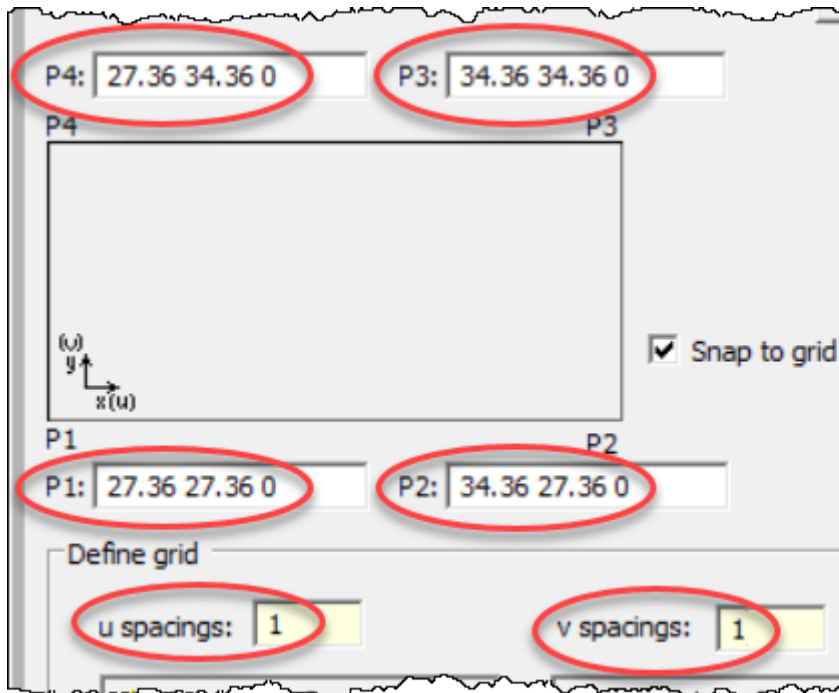 P4: 27.36 34.36 0 P3: 34.36 34.36 0
P4 P3
(v)
y
x(u)
Snap to grid
P1 P2
P1: 27.36 27.36 0 P2: 34.36 27.36 0
Define grid
u spacings: 1 v spacings: 1